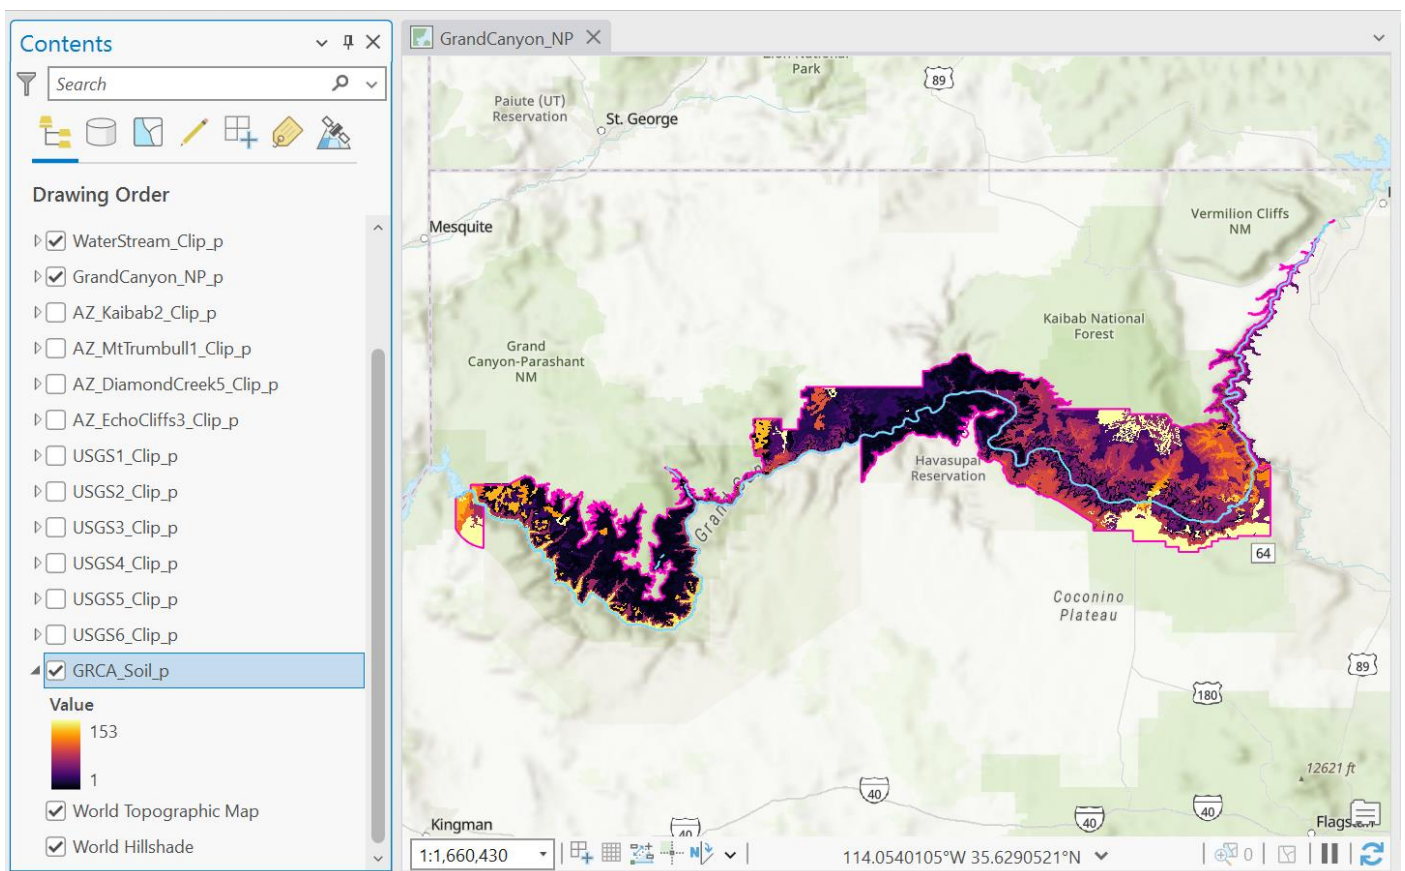 Contents
Search
Drawing Order
WaterStream_Clip_p
GrandCanyon_NP_p
AZ_Kaibab2_Clip_p
AZ_MtTrumbull1_Clip_p
AZ_DiamondCreek5_Clip_p
AZ_EchoCliffs3_Clip_p
USGS1_Clip_p
USGS2_Clip_p
USGS3_Clip_p
USGS4_Clip_p
USGS5_Clip_p
USGS6_Clip_p
GRCA_Soil_p
Value
153
1
World Topographic Map
World Hillshade
GrandCanyon_NP
Park
89
Paiute (UT)
Reservation
St. George
Mesquite
Vermilion Cliffs
NM
Kaibab National
Forest
Grand
Canyon-Parashant
NM
Havasupai
Reservation
Grand
64
Coconino
Plateau
89
180
12621 ft
40
40
40
40
Kingman
1:1,660,430
N
114.0540105°W 35.6290521°N
0